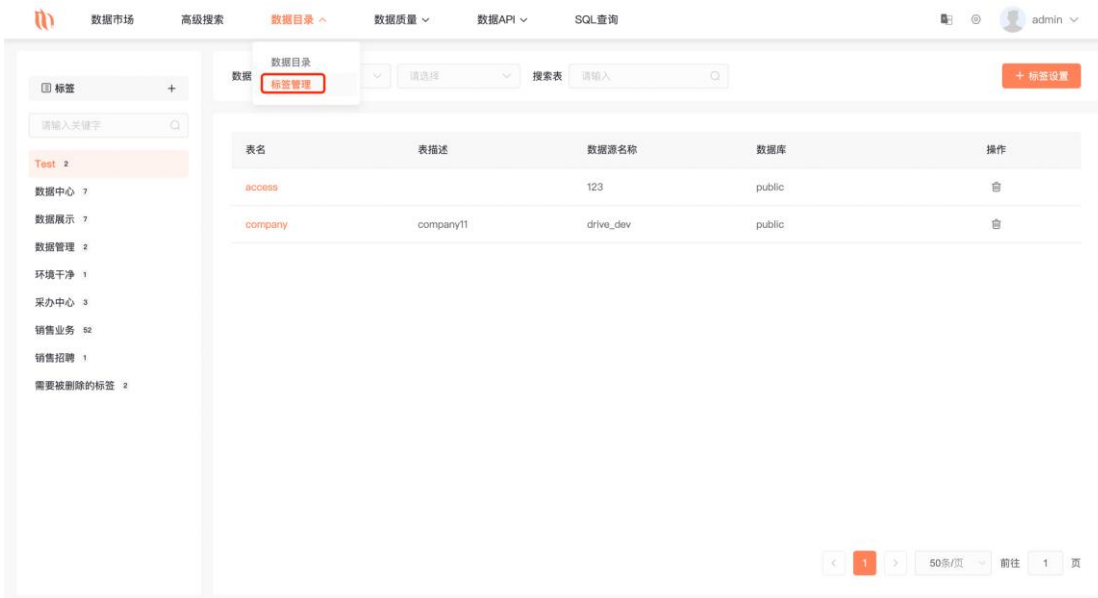 数据市场 高级搜索 数据目录 数据质量 数据API SQL查询 admin
数据目录
标签管理
标签 +
数据 请选择 搜索表 请输入 + 标签设置
请输入关键字
Test 2
数据中心 7
数据展示 7
数据管理 2
环境干净 1
采办中心 3
销售业务 52
销售招聘 1
需要被删除的标签 2
表名 表描述 数据源名称 数据库 操作
access 123 public
company company11 drive_dev public
< 1 > 50条/页 前往 1 页